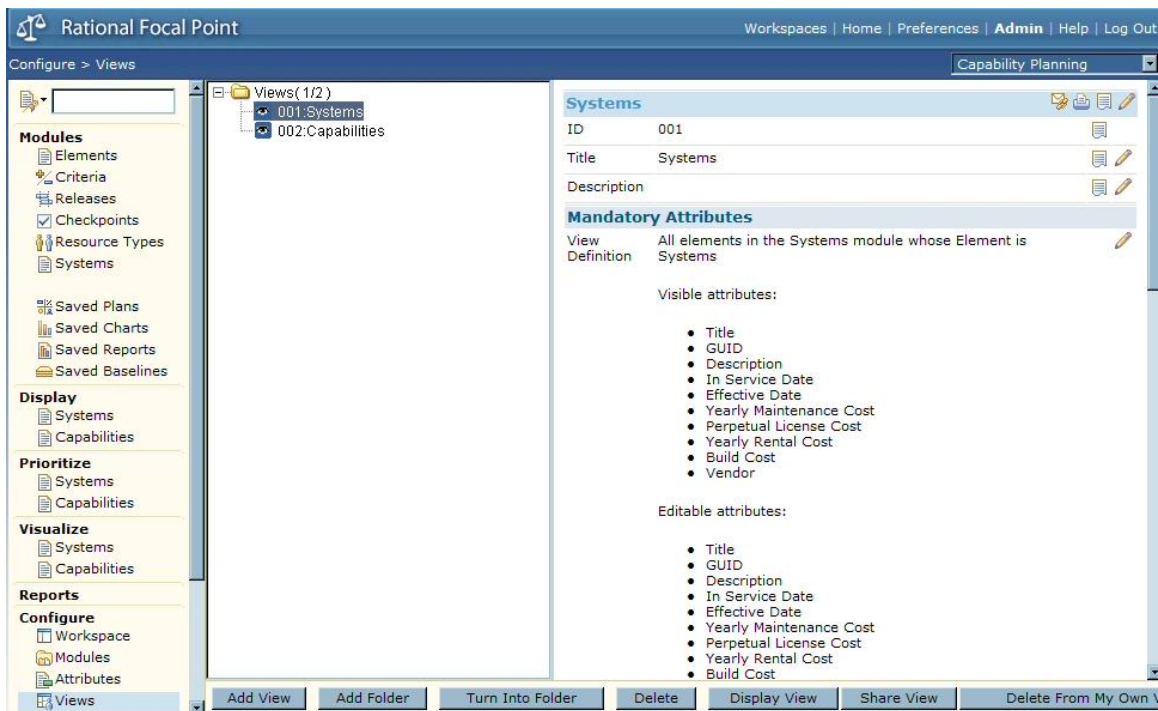 Rational Focal Point
Workspaces | Home | Preferences | Admin | Help | Log Out
Configure > Views
Capability Planning
Modules
Elements
Criteria
Releases
Checkpoints
Resource Types
Systems
Saved Plans
Saved Charts
Saved Reports
Saved Baselines
Display
Systems
Capabilities
Prioritize
Systems
Capabilities
Visualize
Systems
Capabilities
Reports
Configure
Workspace
Modules
Attributes
Views
Views( 1/2 )
001:Systems
002:Capabilities
Systems
ID 001
Title Systems
Description
Mandatory Attributes
View Definition All elements in the Systems module whose Element is
Systems
Visible attributes:
• Title
• GUID
• Description
• In Service Date
• Effective Date
• Yearly Maintenance Cost
• Perpetual License Cost
• Yearly Rental Cost
• Build Cost
• Vendor
Editable attributes:
• Title
• GUID
• Description
• In Service Date
• Effective Date
• Yearly Maintenance Cost
• Perpetual License Cost
• Yearly Rental Cost
• Build Cost
Add View Add Folder Turn Into Folder Delete Display View Share View Delete From My Own